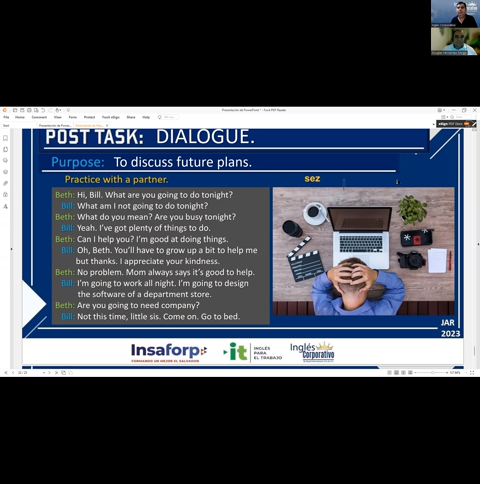 POST TASK: DIALOGUE.
Purpose: To discuss future plans.
Practice with a partner.
sez
Beth: Hi, Bill. What are you going to do tonight?
Bill: What am I not going to do tonight?
Beth: What do you mean? Are you busy tonight?
Bill: Yeah. I've got plenty of things to do.
Beth: Can I help you? I'm good at doing things.
Bill: Oh, Beth. You'll have to grow up a bit to help me
but thanks. I appreciate your kindness.
Beth: No problem. Mom always says it's good to help.
Bill: I'm going to work all night. I'm going to design
the software of a department store.
Beth: Are you going to need company?
Bill: Not this time, little sis. Come on. Go to bed.
JAR
2023
Insaforp
FORMANDO UN MEJOR EL SALVADOR
it
INGLÉS
PARA
EL TRABAJO
Inglés
Corporativo